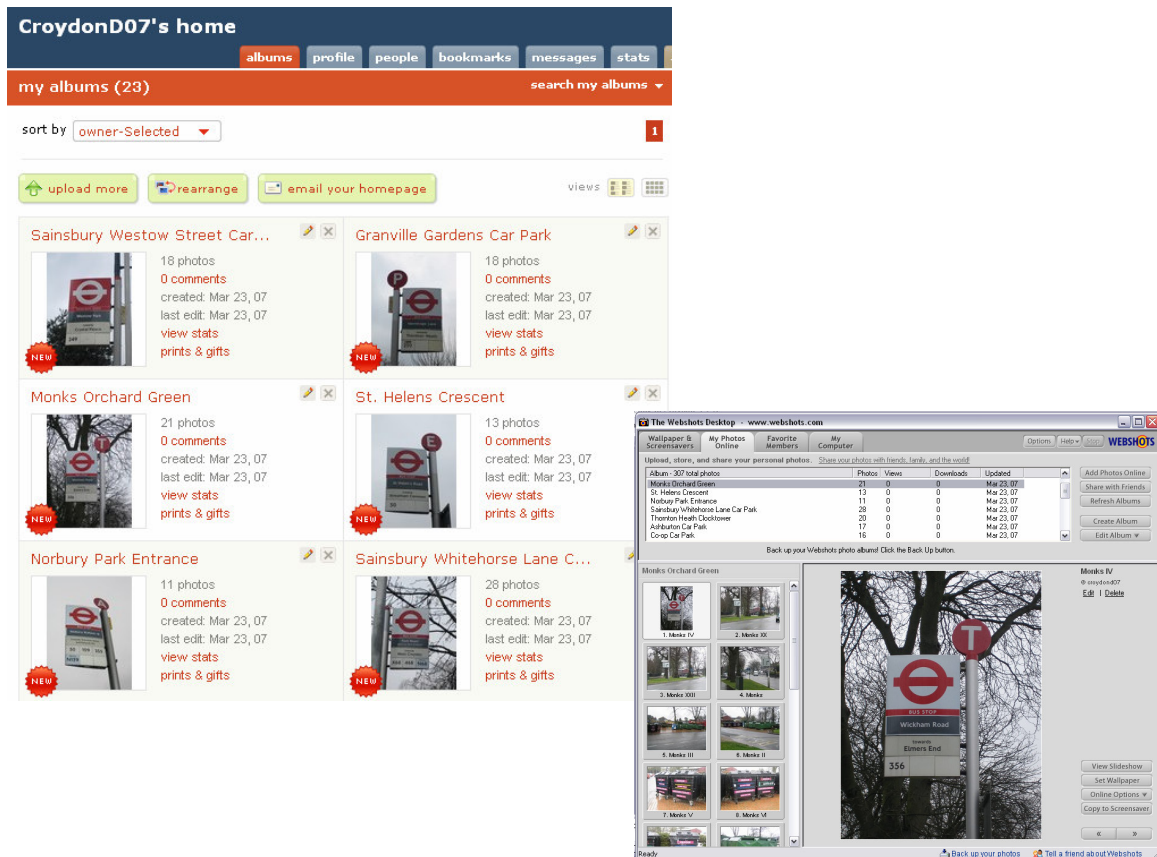 CroydonD07's home
albums profile people bookmarks messages stats
my albums (23) search my albums
sort by owner-Selected 1
upload more rearrange email your homepage views
Sainsbury Westow Street Car... Granville Gardens Car Park
18 photos 18 photos
0 comments 0 comments
created: Mar 23, 07 created: Mar 23, 07
last edit: Mar 23, 07 last edit: Mar 23, 07
view stats view stats
prints & gifts prints & gifts
NEW NEW
Monks Orchard Green St. Helens Crescent
21 photos 13 photos
0 comments 0 comments
created: Mar 23, 07 created: Mar 23, 07
last edit: Mar 23, 07 last edit: Mar 23, 07
view stats view stats
prints & gifts prints & gifts
NEW NEW
Norbury Park Entrance Sainsbury Whitehorse Lane C...
11 photos 28 photos
0 comments 0 comments
created: Mar 23, 07 created: Mar 23, 07
last edit: Mar 23, 07 last edit: Mar 23, 07
view stats view stats
prints & gifts prints & gifts
NEW NEW
The Webshots Desktop - www.webshots.com
Wallpaper & Screensavers My Photos Online Favorite Members My Computer
Options Help Stop WEBSHOTS
Upload, store, and share your personal photos. Share your photos with friends, family, and the world!
Album - 307 total photos Photos Views Downloads Updated
Monks Orchard Green 21 0 0 Mar 23, 07
St. Helens Crescent 13 0 0 Mar 23, 07
Norbury Park Entrance 11 0 0 Mar 23, 07
Sainsbury Whitehorse Lane Car Park 28 0 0 Mar 23, 07
Thornton Heath Clocktower 20 0 0 Mar 23, 07
Ashburton Car Park 17 0 0 Mar 23, 07
Co-op Car Park 16 0 0 Mar 23, 07
Add Photos Online
Share with Friends
Refresh Albums
Create Album
Edit Album
Back up your Webshots photo albums! Click the Back Up button.
Monks Orchard Green
1. Monks IV 2. Monks XX
3. Monks XXI 4. Monks
5. Monks III 6. Monks II
7. Monks V 8. Monks VI
T
BUS STOP
Wickham Road
towards
Elmers End
356
Monks IV
© croydond07
Edit | Delete
View Slideshow
Set Wallpaper
Online Options
Copy to Screensaver
« »
Ready Back up your photos Tell a friend about Webshots